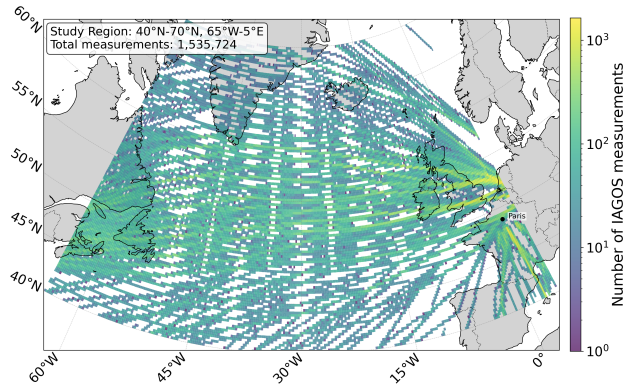 Study Region: 40°N-70°N, 65°W-5°E
Total measurements: 1,535,724
60°N
55°N
50°N
45°N
40°N
Paris
60°W
45°W
30°W
15°W
0°
10³
10²
10¹
10⁰
Number of IAGOS measurements